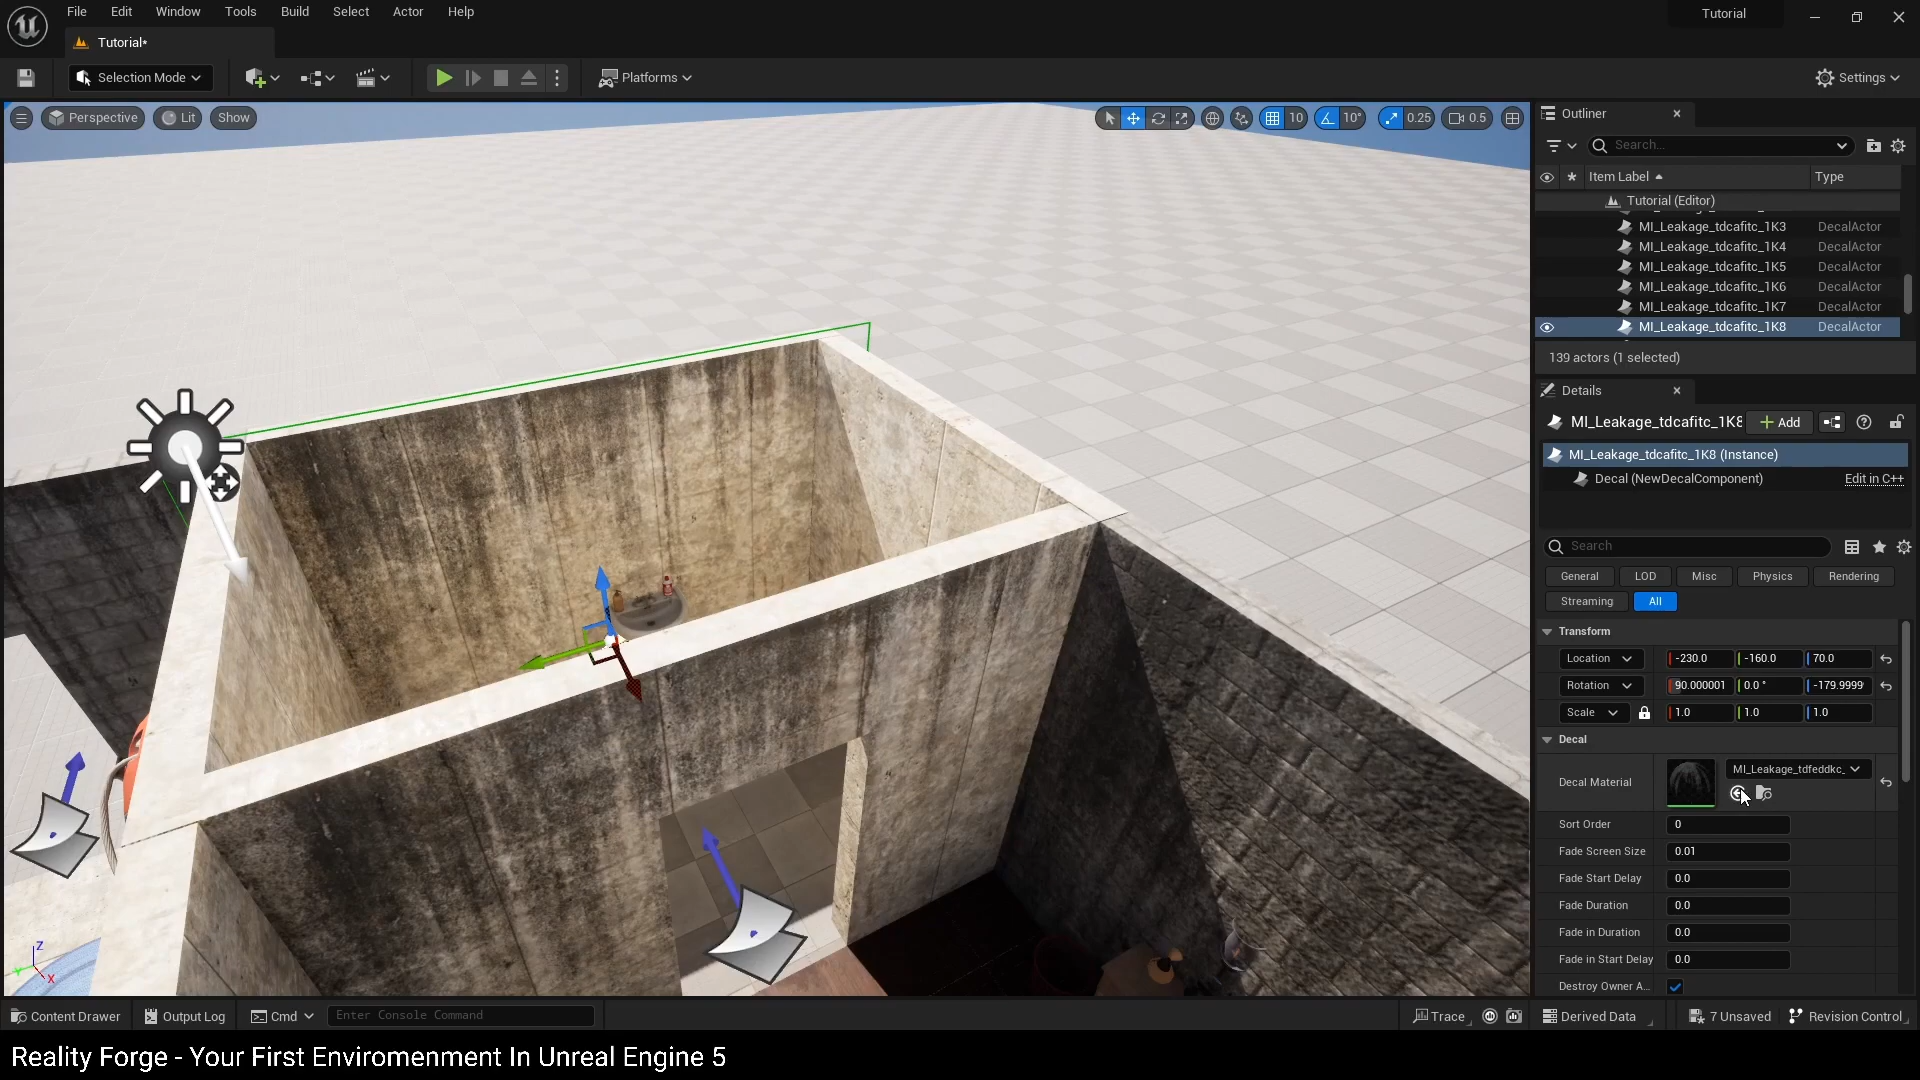 File Edit Window Tools Build Select Actor Help
Tutorial
Tutorial*
Selection Mode
Platforms
Settings
Perspective Lit Show
10 10° 0.25 0.5
Outliner
Search...
Item Label Type
Tutorial (Editor)
MI_Leakage_tdcafitc_1K3 DecalActor
MI_Leakage_tdcafitc_1K4 DecalActor
MI_Leakage_tdcafitc_1K5 DecalActor
MI_Leakage_tdcafitc_1K6 DecalActor
MI_Leakage_tdcafitc_1K7 DecalActor
MI_Leakage_tdcafitc_1K8 DecalActor
139 actors (1 selected)
Details
MI_Leakage_tdcafitc_1K8 Add
MI_Leakage_tdcafitc_1K8 (Instance)
Decal (NewDecalComponent) Edit in C++
Search
General LOD Misc Physics Rendering
Streaming All
Transform
Location -230.0 -160.0 70.0
Rotation 90.000001 0.0 ° -179.9999
Scale 1.0 1.0 1.0
Decal
Decal Material MI_Leakage_tdfeddkc_
Sort Order 0
Fade Screen Size 0.01
Fade Start Delay 0.0
Fade Duration 0.0
Fade in Duration 0.0
Fade in Start Delay 0.0
Destroy Owner A...
Z
Y
X
Content Drawer Output Log Cmd Enter Console Command Trace Derived Data 7 Unsaved Revision Control
Reality Forge - Your First Enviromenment In Unreal Engine 5